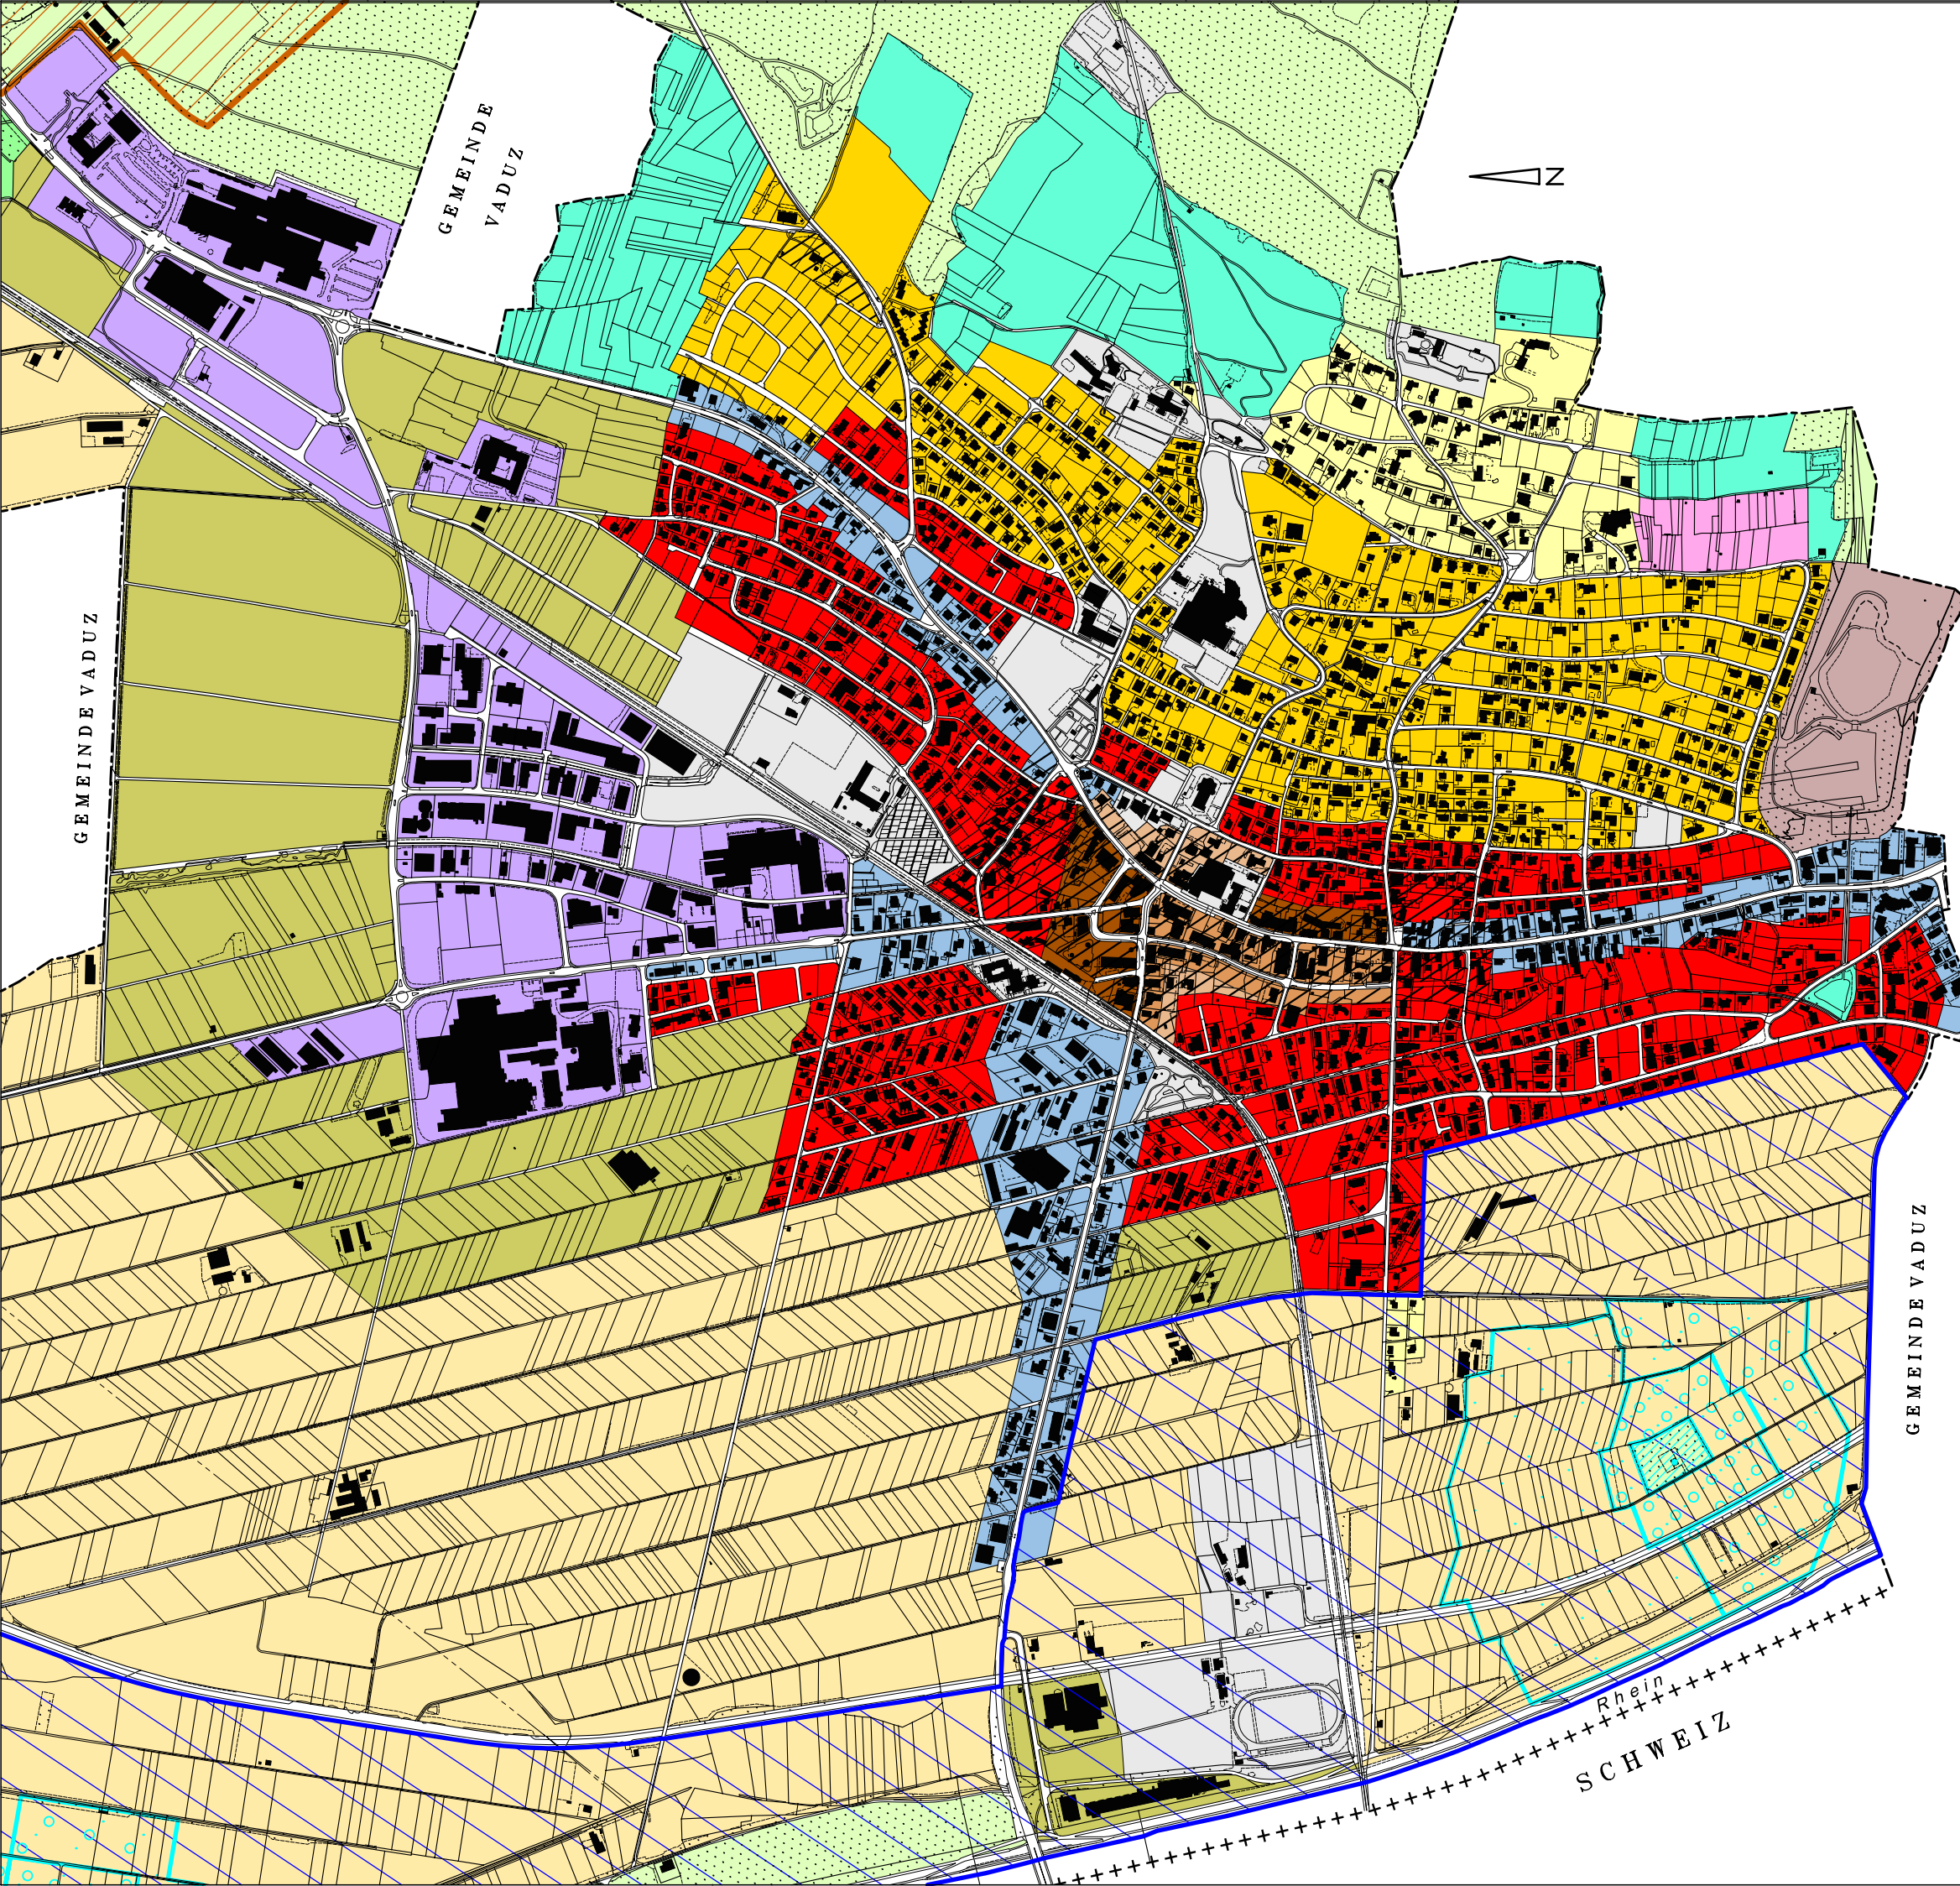 GEMEINDE
VADUZ
N
GEMEINDE VADUZ
GEMEINDE VADUZ
Rhein
SCHWEIZ